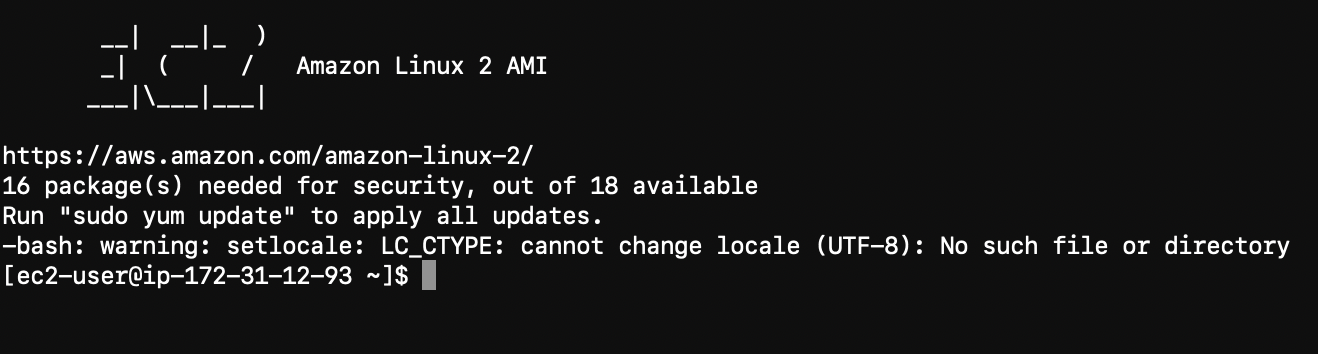 __|  __|_  )
_|  (     /   Amazon Linux 2 AMI
___|\___|___|
https://aws.amazon.com/amazon-linux-2/
16 package(s) needed for security, out of 18 available
Run "sudo yum update" to apply all updates.
-bash: warning: setlocale: LC_CTYPE: cannot change locale (UTF-8): No such file or directory
[ec2-user@ip-172-31-12-93 ~]$